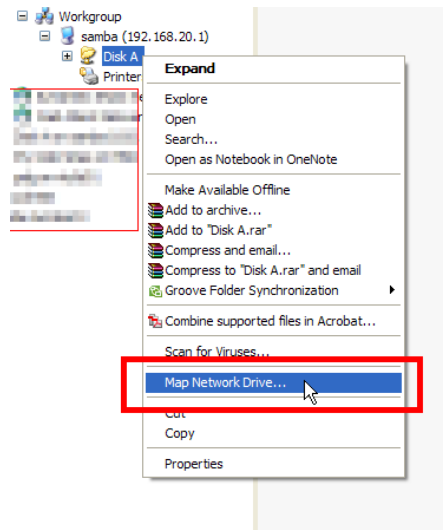 Workgroup
samba (192.168.20.1)
Disk A
Printer
Expand
Explore
Open
Search...
Open as Notebook in OneNote
Make Available Offline
Add to archive...
Add to "Disk A.rar"
Compress and email...
Compress to "Disk A.rar" and email
Groove Folder Synchronization
Combine supported files in Acrobat...
Scan for Viruses...
Map Network Drive...
Cut
Copy
Properties